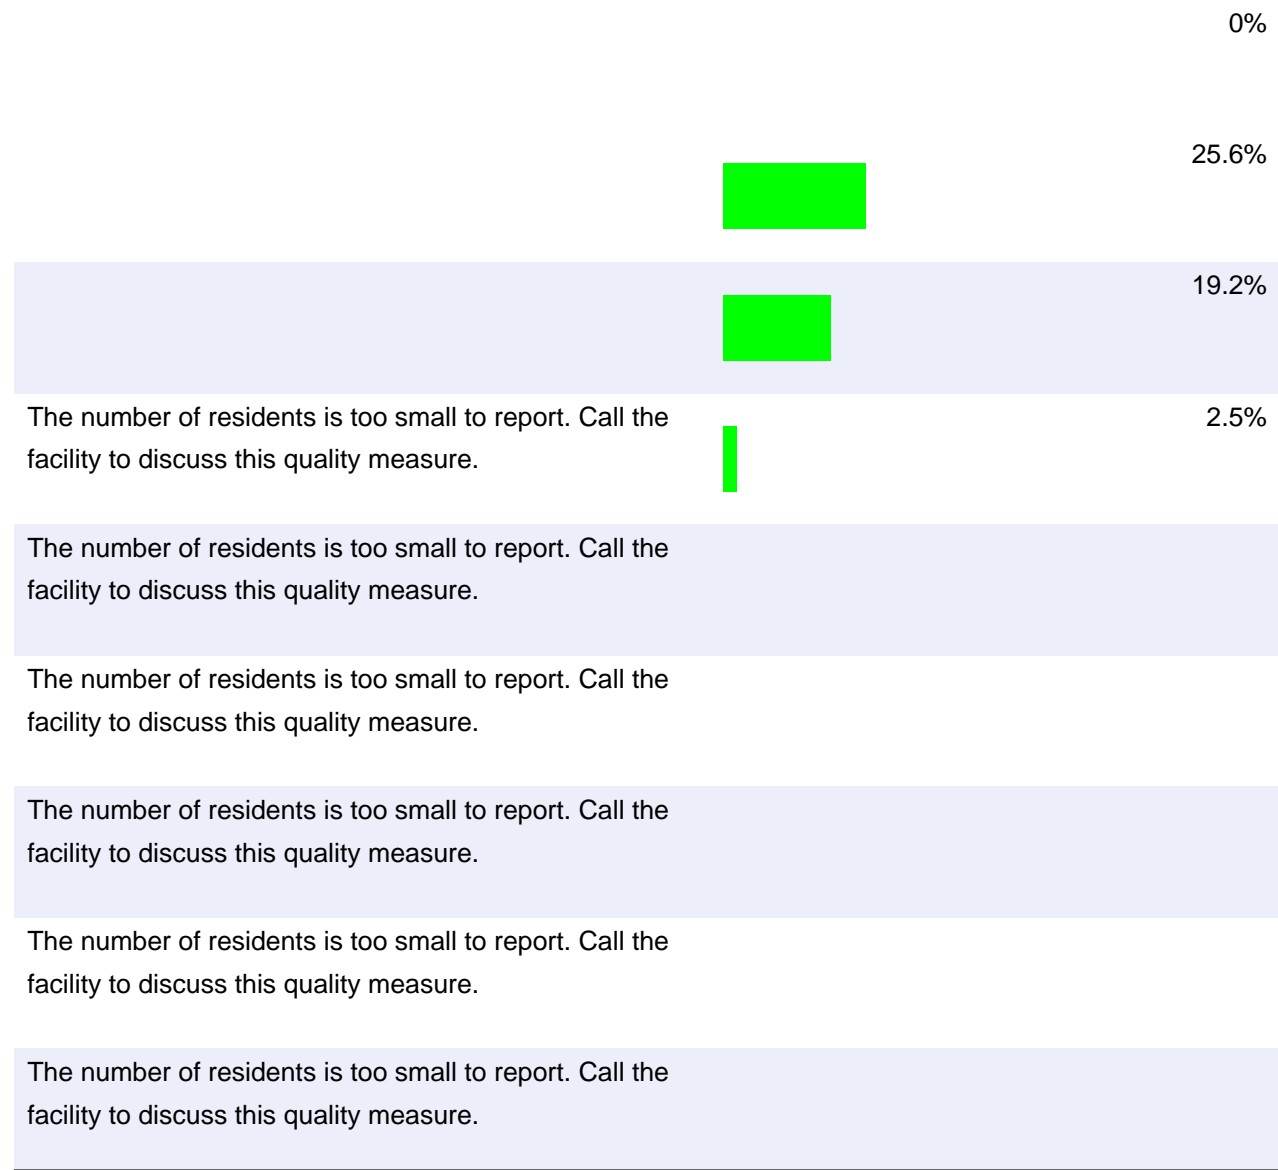 0%
25.6%
19.2%
The number of residents is too small to report. Call the
2.5%
facility to discuss this quality measure.
The number of residents is too small to report. Call the
facility to discuss this quality measure.
The number of residents is too small to report. Call the
facility to discuss this quality measure.
The number of residents is too small to report. Call the
facility to discuss this quality measure.
The number of residents is too small to report. Call the
facility to discuss this quality measure.
The number of residents is too small to report. Call the
facility to discuss this quality measure.